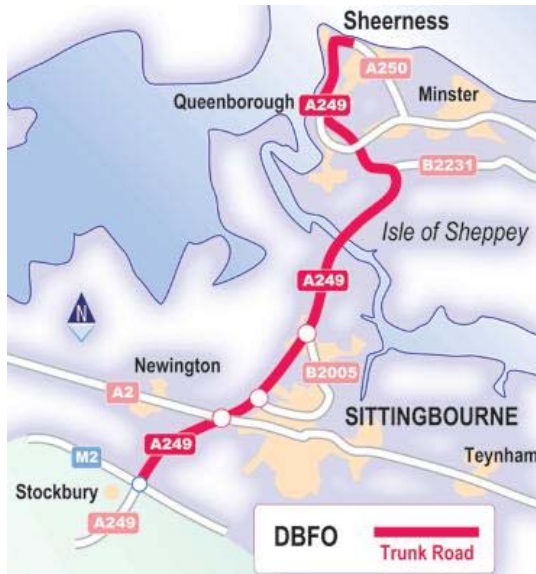 Sheerness
A250
Queenborough
A249
Minster
B2231
Isle of Sheppey
A249
N
Newington
B2005
A2
SITTINGBOURNE
A249
M2
Teynham
Stockbury
A249
DBFO
Trunk Road